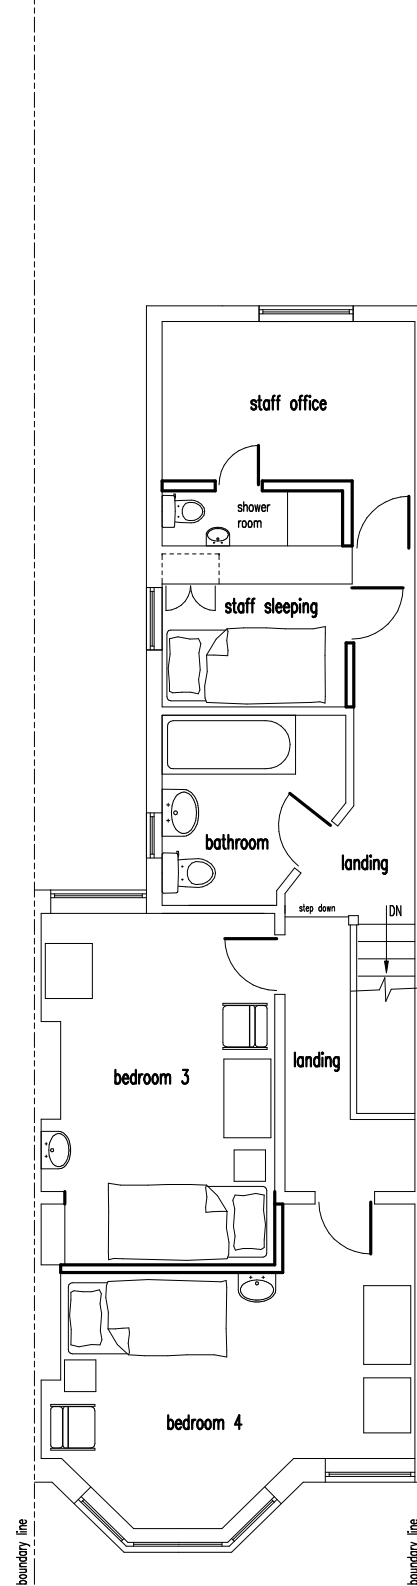 staff office
shower
room
staff sleeping
bathroom
landing
step down
DN
landing
bedroom 3
bedroom 4
boundary line
boundary line